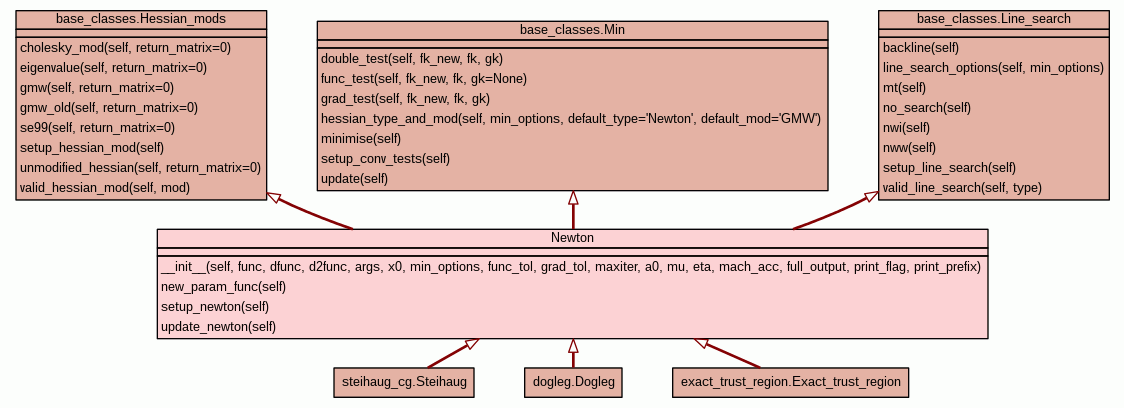 base_classes.Hessian_mods
cholesky_mod(self, return_matrix=0)
eigenvalue(self, return_matrix=0)
gmw(self, return_matrix=0)
gmw_old(self, return_matrix=0)
se99(self, return_matrix=0)
setup_hessian_mod(self)
unmodified_hessian(self, return_matrix=0)
valid_hessian_mod(self, mod)
base_classes.Min
double_test(self, fk_new, fk, gk)
func_test(self, fk_new, fk, gk=None)
grad_test(self, fk_new, fk, gk)
hessian_type_and_mod(self, min_options, default_type='Newton', default_mod='GMW')
minimise(self)
setup_conv_tests(self)
update(self)
base_classes.Line_search
backline(self)
line_search_options(self, min_options)
mt(self)
no_search(self)
nwi(self)
nww(self)
setup_line_search(self)
valid_line_search(self, type)
Newton
__init__(self, func, dfunc, d2func, args, x0, min_options, func_tol, grad_tol, maxiter, a0, mu, eta, mach_acc, full_output, print_flag, print_prefix)
new_param_func(self)
setup_newton(self)
update_newton(self)
steihaug_cg.Steihaug
dogleg.Dogleg
exact_trust_region.Exact_trust_region